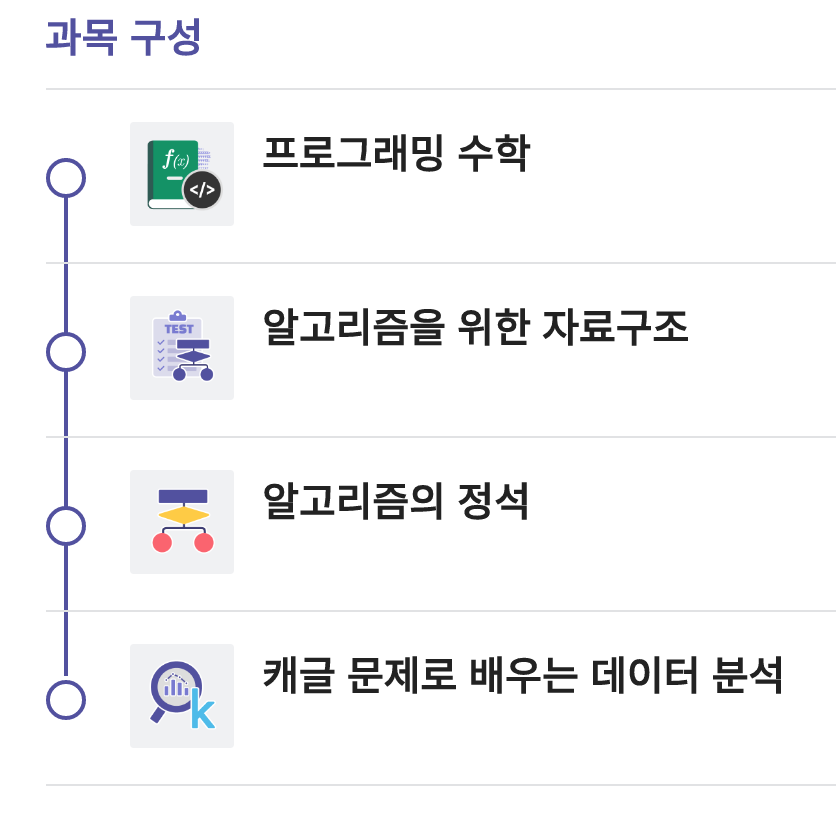 과목 구성
f(x)
</>
프로그래밍 수학
TEST
알고리즘을 위한 자료구조
알고리즘의 정석
k
캐글 문제로 배우는 데이터 분석